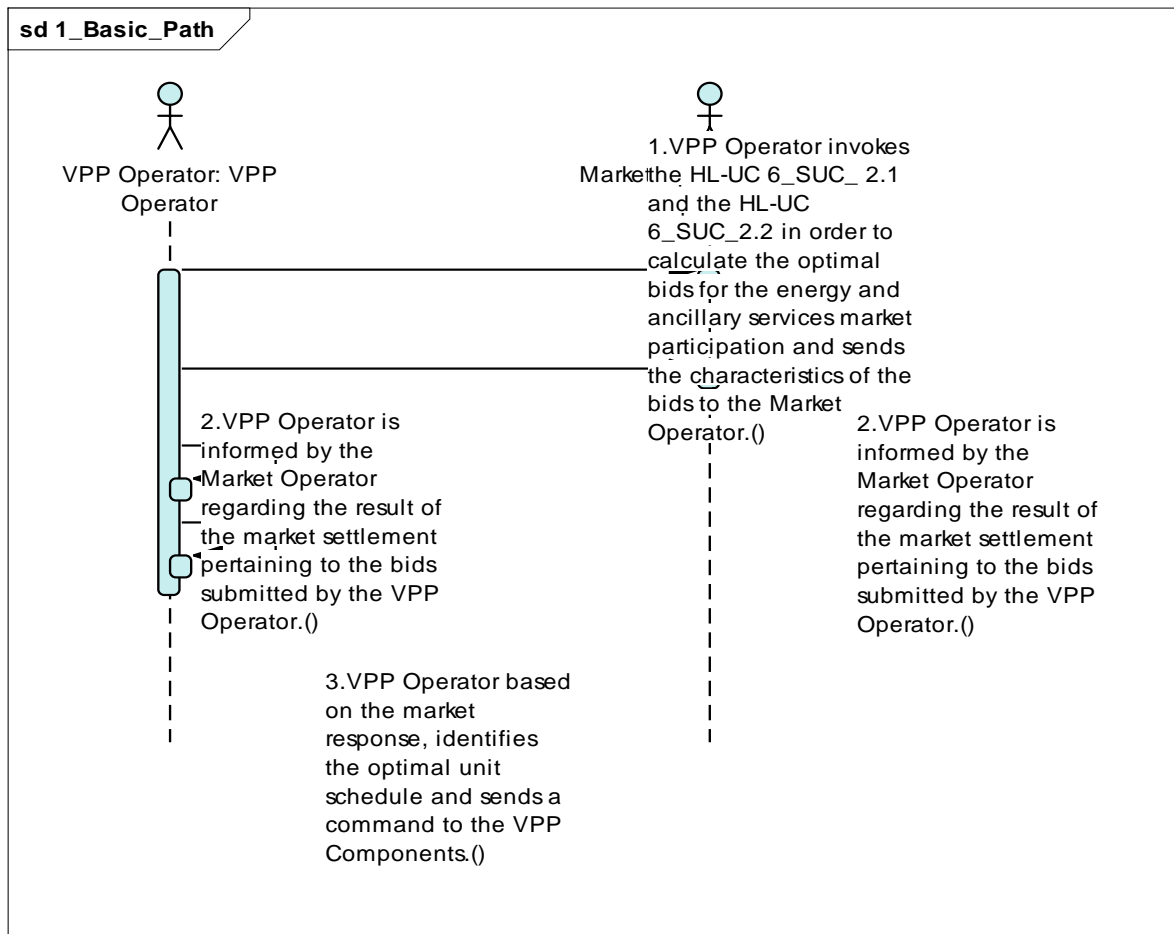 sd 1_Basic_Path
VPP Operator: VPP
Operator
Market
1.VPP Operator invokes
the HL-UC 6_SUC_ 2.1
and the HL-UC
6_SUC_2.2 in order to
calculate the optimal
bids for the energy and
ancillary services market
participation and sends
the characteristics of the
bids to the Market
Operator.()
2.VPP Operator is
informed by the
Market Operator
regarding the result of
the market settlement
pertaining to the bids
submitted by the VPP
Operator.()
2.VPP Operator is
informed by the
Market Operator
regarding the result of
the market settlement
pertaining to the bids
submitted by the VPP
Operator.()
3.VPP Operator based
on the market
response, identifies
the optimal unit
schedule and sends a
command to the VPP
Components.()